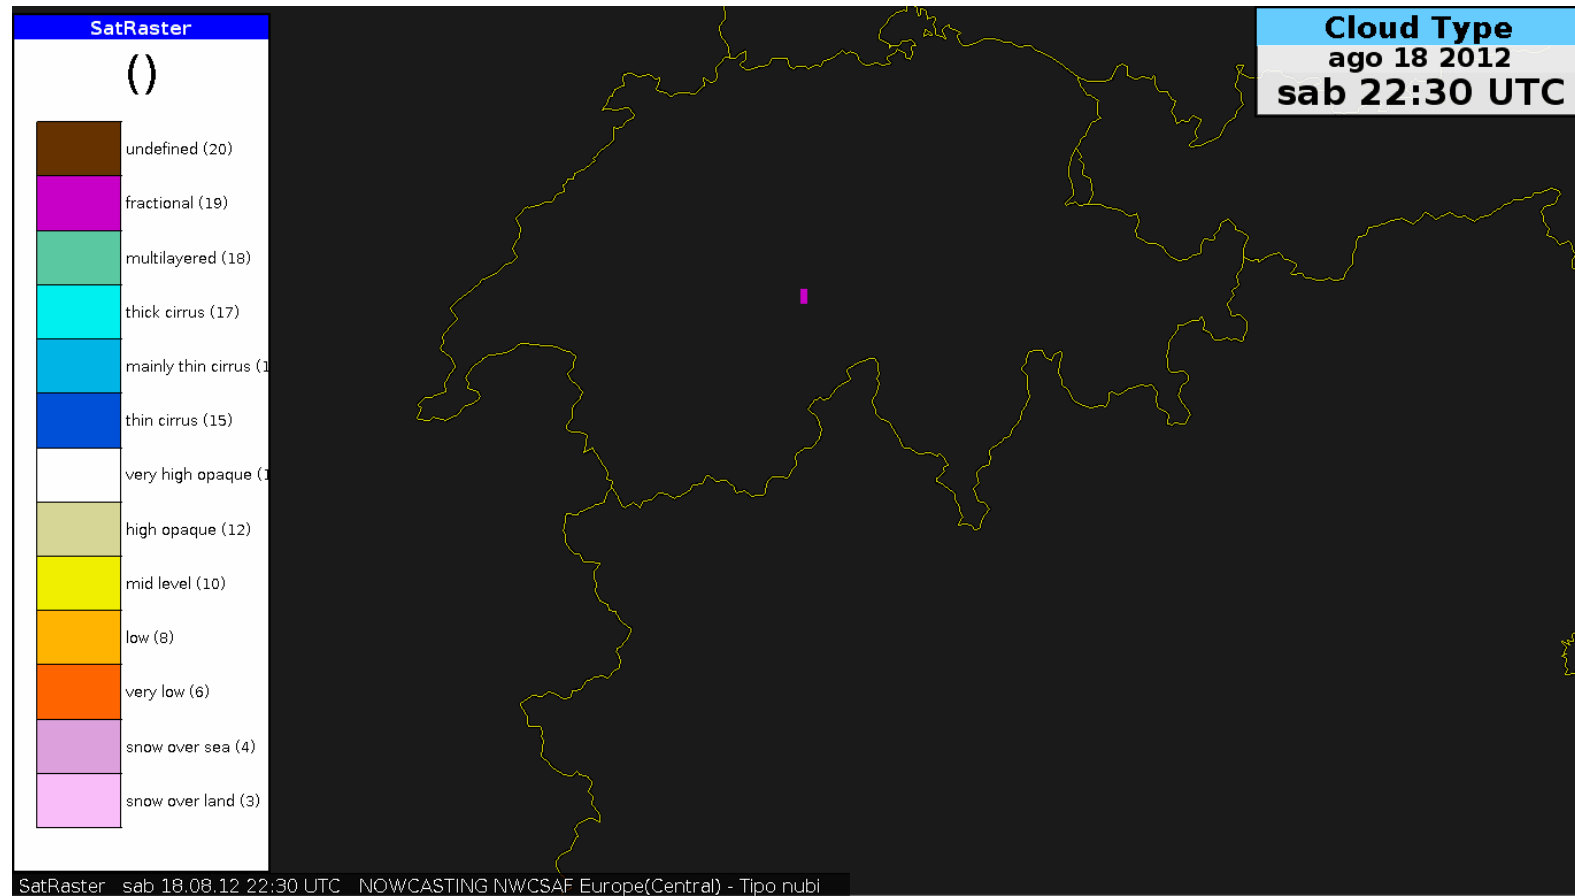 SatRaster
()
undefined (20)
fractional (19)
multilayered (18)
thick cirrus (17)
mainly thin cirrus (1
thin cirrus (15)
very high opaque (1
high opaque (12)
mid level (10)
low (8)
very low (6)
snow over sea (4)
snow over land (3)
Cloud Type
ago 18 2012
sab 22:30 UTC
SatRaster sab 18.08.12 22:30 UTC NOWCASTING NWCSAF Europe(Central) - Tipo nubi